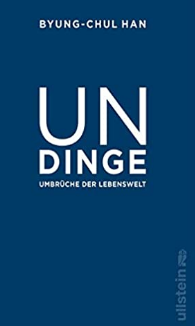 BYUNG-CHUL HAN
UN
DINGE
UMBRÜCHE DER LEBENSWELT
ullstein